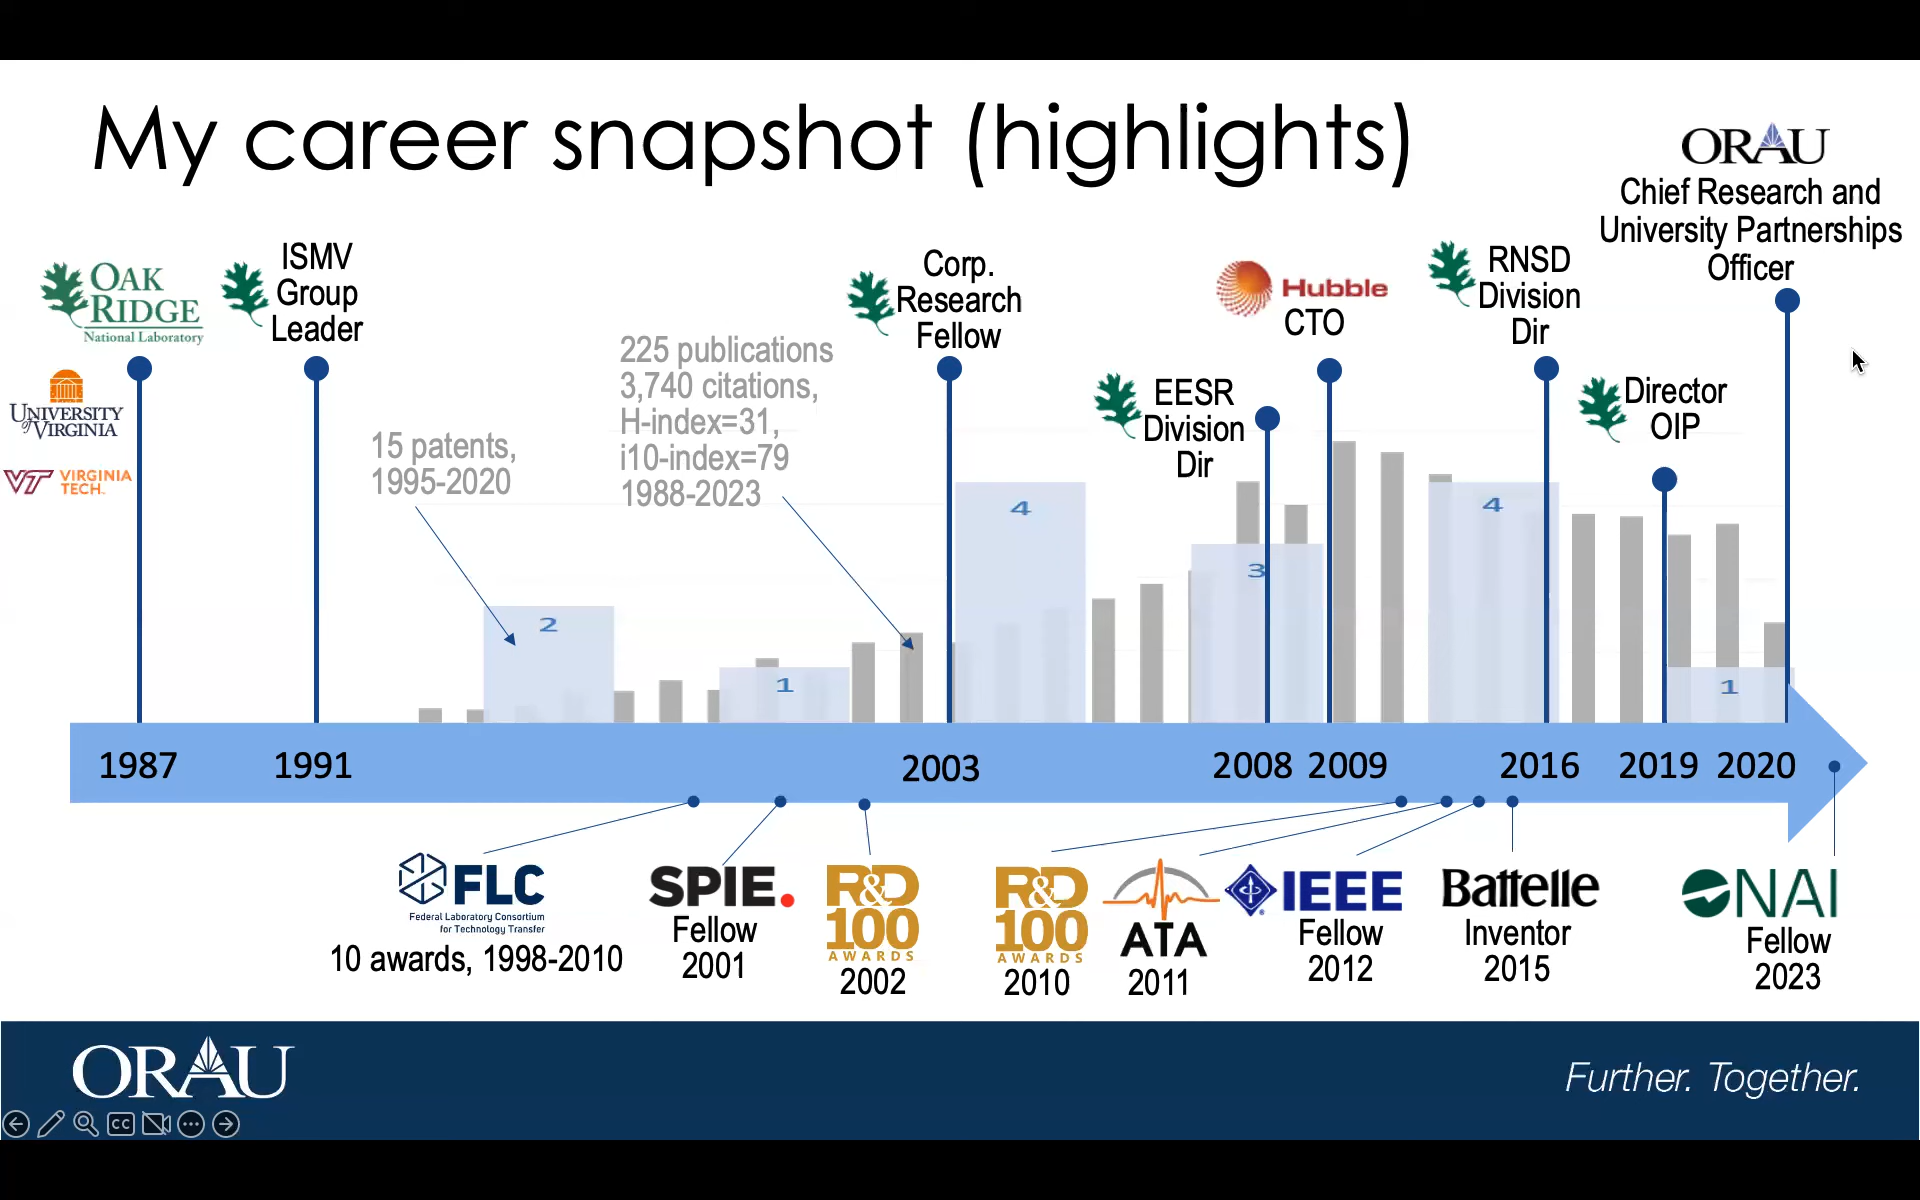 My career snapshot (highlights)
ORAU
Chief Research and
University Partnerships
Officer
OAK
RIDGE
National Laboratory
UNIVERSITY
of VIRGINIA
VT VIRGINIA
TECH.
ISMV
Group
Leader
15 patents,
1995-2020
225 publications
3,740 citations,
H-index=31,
i10-index=79
1988-2023
Corp.
Research
Fellow
EESR
Division
Dir
Hubble
CTO
RNSD
Division
Dir
Director
OIP
2
1
4
3
4
1
1987
1991
2003
2008
2009
2016
2019
2020
FLC
Federal Laboratory Consortium
for Technology Transfer
10 awards, 1998-2010
SPIE.
Fellow
2001
R&D
100
AWARDS
2002
R&D
100
AWARDS
2010
ATA
2011
IEEE
Fellow
2012
Battelle
Inventor
2015
NAI
Fellow
2023
ORAU
Further. Together.
CC